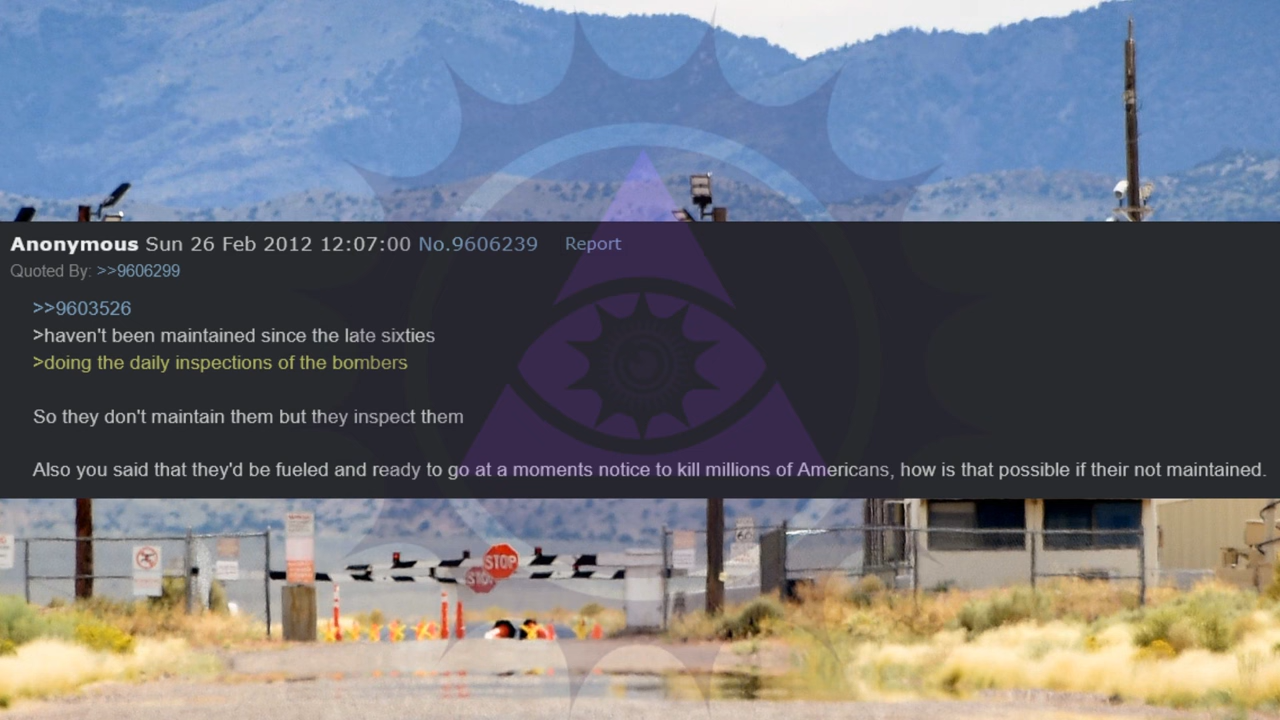 Anonymous Sun 26 Feb 2012 12:07:00 No.9606239 Report
Quoted By: >>9606299
>>9603526
>haven't been maintained since the late sixties
>doing the daily inspections of the bombers
So they don't maintain them but they inspect them
Also you said that they'd be fueled and ready to go at a moments notice to kill millions of Americans, how is that possible if their not maintained.
STOP
STOP